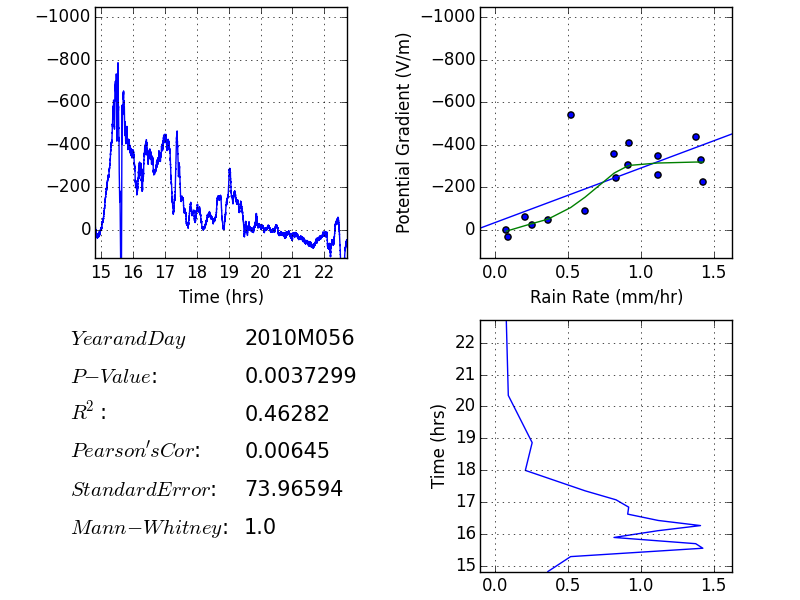 −1000
−800
−600
−400
−200
0
15 16 17 18 19 20 21 22
Time (hrs)
Potential Gradient (V/m)
−1000
−800
−600
−400
−200
0
0.0 0.5 1.0 1.5
Rain Rate (mm/hr)
YearandDay 2010M056
P−Value: 0.0037299
R²: 0.46282
Pearson'sCor: 0.00645
StandardError: 73.96594
Mann−Whitney: 1.0
Time (hrs)
22
21
20
19
18
17
16
15
0.0 0.5 1.0 1.5